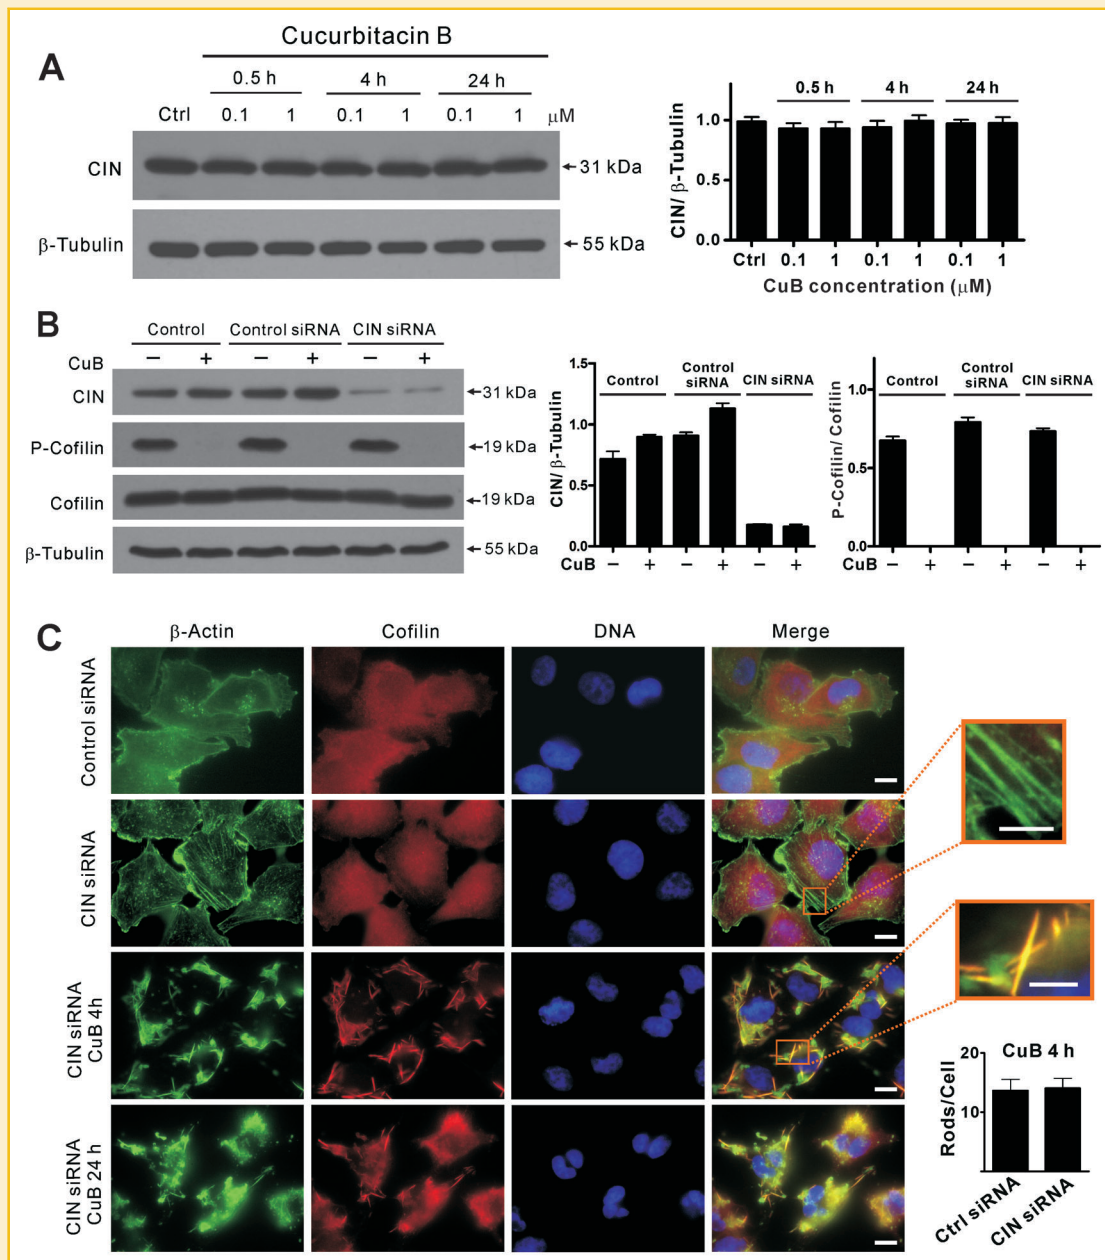 A
Cucurbitacin B
0.5 h 4 h 24 h
Ctrl 0.1 1 0.1 1 0.1 1 μM
CIN 31 kDa
β-Tubulin 55 kDa
CIN/ β-Tubulin
1.0
0.5
0.0
0.5 h 4 h 24 h
Ctrl 0.1 1 0.1 1 0.1 1
CuB concentration (μM)
B
Control Control siRNA CIN siRNA
CuB − + − + − +
CIN 31 kDa
P-Cofilin 19 kDa
Cofilin 19 kDa
β-Tubulin 55 kDa
CIN/ β-Tubulin
1.5
1.0
0.5
0.0
Control Control siRNA CIN siRNA
CuB − + − + − +
P-Cofilin/ Cofilin
1.0
0.5
0.0
Control Control siRNA CIN siRNA
CuB − + − + − +
C
β-Actin Cofilin DNA Merge
Control siRNA
CIN siRNA
CIN siRNA
CuB 4h
CIN siRNA
CuB 24 h
CuB 4 h
Rods/Cell
20
10
Ctrl siRNA
CIN siRNA